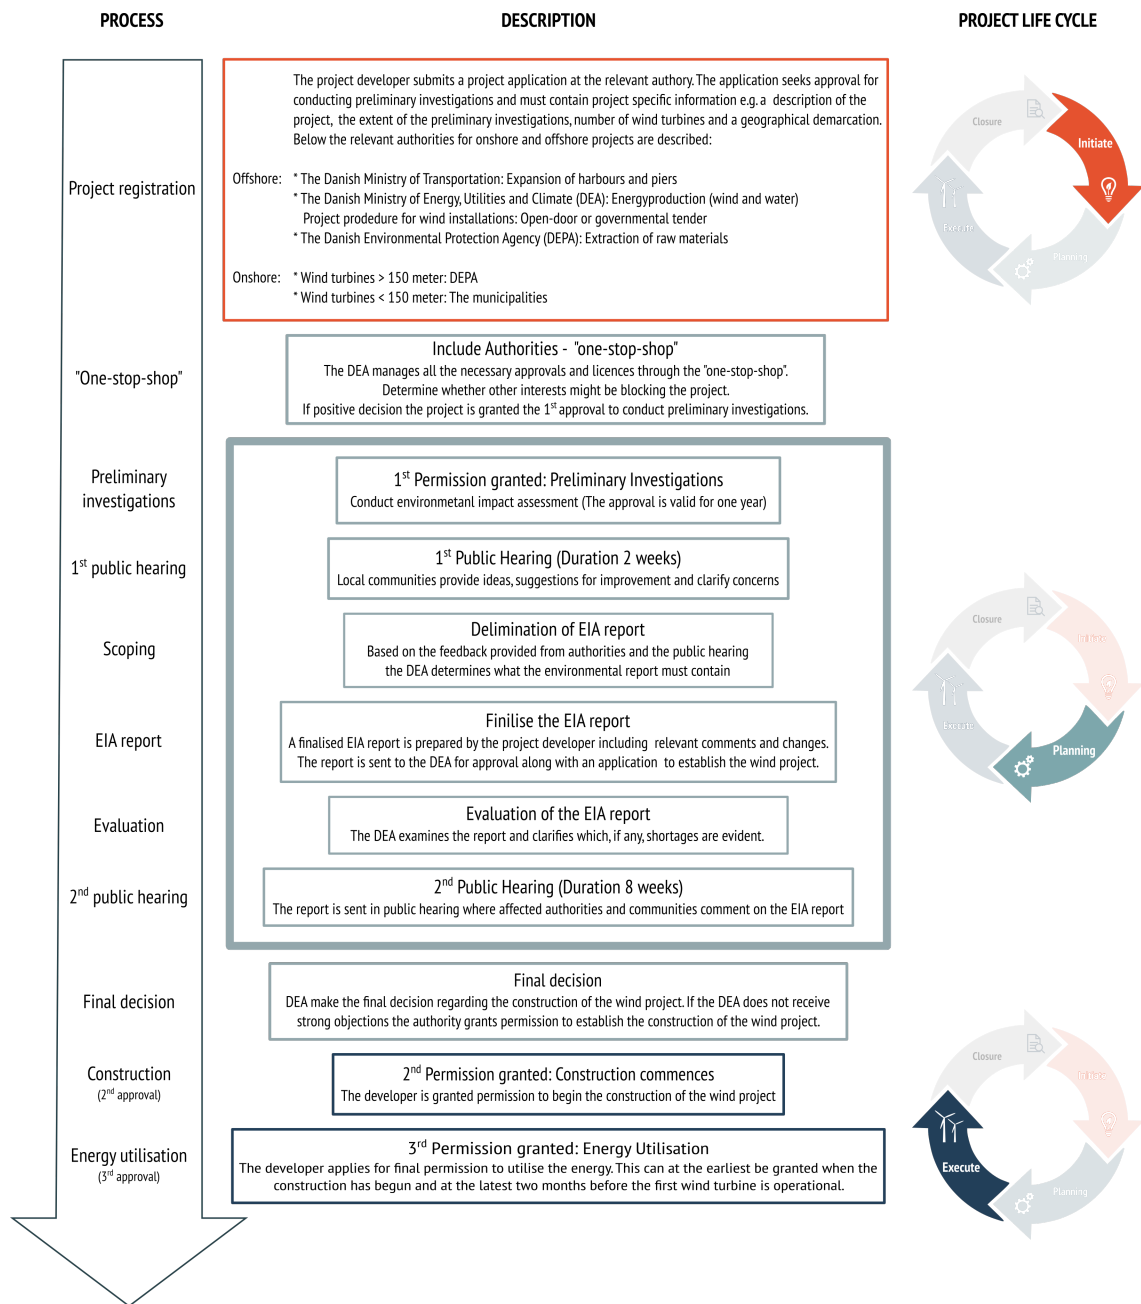 PROCESS
DESCRIPTION
PROJECT LIFE CYCLE
Project registration
The project developer submits a project application at the relevant authory. The application seeks approval for
conducting preliminary investigations and must contain project specific information e.g. a description of the
project, the extent of the preliminary investigations, number of wind turbines and a geographical demarcation.
Below the relevant authorities for onshore and offshore projects are described:
Offshore: * The Danish Ministry of Transportation: Expansion of harbours and piers
* The Danish Ministry of Energy, Utilities and Climate (DEA): Energyproduction (wind and water)
Project prodedure for wind installations: Open-door or governmental tender
* The Danish Environmental Protection Agency (DEPA): Extraction of raw materials
Onshore: * Wind turbines > 150 meter: DEPA
* Wind turbines < 150 meter: The municipalities
Closure
Initiate
Execute
Planning
"One-stop-shop"
Include Authorities - "one-stop-shop"
The DEA manages all the necessary approvals and licences through the "one-stop-shop".
Determine whether other interests might be blocking the project.
If positive decision the project is granted the 1st approval to conduct preliminary investigations.
Preliminary
investigations
1st Permission granted: Preliminary Investigations
Conduct environmetanl impact assessment (The approval is valid for one year)
1st public hearing
1st Public Hearing (Duration 2 weeks)
Local communities provide ideas, suggestions for improvement and clarify concerns
Scoping
Delimination of EIA report
Based on the feedback provided from authorities and the public hearing
the DEA determines what the environmental report must contain
EIA report
Finilise the EIA report
A finalised EIA report is prepared by the project developer including relevant comments and changes.
The report is sent to the DEA for approval along with an application to establish the wind project.
Evaluation
Evaluation of the EIA report
The DEA examines the report and clarifies which, if any, shortages are evident.
2nd public hearing
2nd Public Hearing (Duration 8 weeks)
The report is sent in public hearing where affected authorities and communities comment on the EIA report
Closure
Initiate
Execute
Planning
Final decision
Final decision
DEA make the final decision regarding the construction of the wind project. If the DEA does not receive
strong objections the authority grants permission to establish the construction of the wind project.
Construction
(2nd approval)
2nd Permission granted: Construction commences
The developer is granted permission to begin the construction of the wind project
Energy utilisation
(3rd approval)
3rd Permission granted: Energy Utilisation
The developer applies for final permission to utilise the energy. This can at the earliest be granted when the
construction has begun and at the latest two months before the first wind turbine is operational.
Closure
Initiate
Execute
Planning